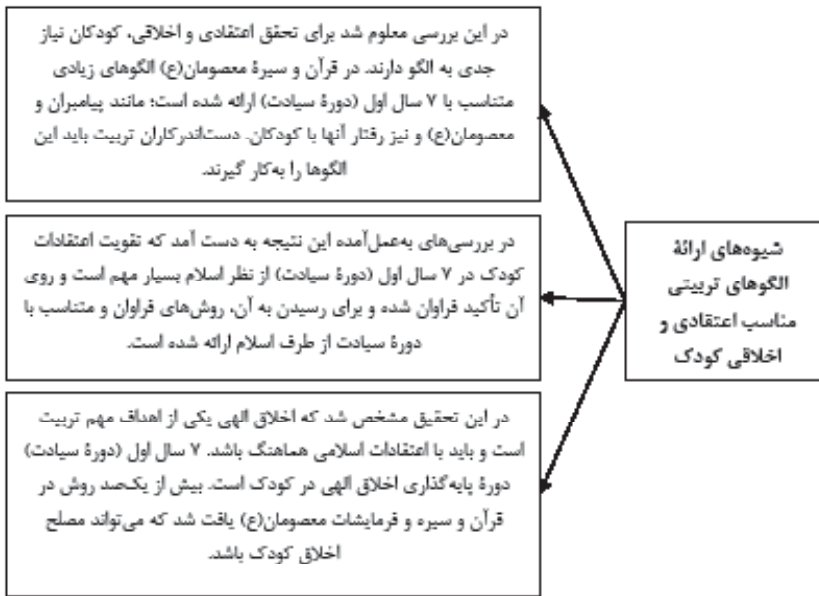 شیوه‌های ارائهٔ
الگوهای تربیتی
مناسب اعتقادی و
اخلاقی کودک
در این بررسی معلوم شد برای تحقق اعتقادی و اخلاقی، کودکان نیاز
جدی به الگو دارند. در قرآن و سیرهٔ معصومان(ع) الگوهای زیادی
متناسب با ۷ سال اول (دورهٔ سیادت) ارائه شده است؛ مانند پیامبران و
معصومان(ع) و نیز رفتار آنها با کودکان. دست‌اندرکاران تربیت باید این
الگوها را به‌کار گیرند.
در بررسی‌های به‌عمل‌آمده این نتیجه به دست آمد که تقویت اعتقادات
کودک در ۷ سال اول (دورهٔ سیادت) از نظر اسلام بسیار مهم است و روی
آن تأکید فراوان شده و برای رسیدن به آن، روش‌های فراوان و متناسب با
دورهٔ سیادت از طرف اسلام ارائه شده است.
در این تحقیق مشخص شد که اخلاق الهی یکی از اهداف مهم تربیت
است و باید با اعتقادات اسلامی هماهنگ باشد. ۷ سال اول (دورهٔ سیادت)
دورهٔ پایه‌گذاری اخلاق الهی در کودک است. بیش از یک‌صد روش در
قرآن و سیره و فرمایشات معصومان(ع) یافت شد که می‌تواند مصلح
اخلاق کودک باشد.